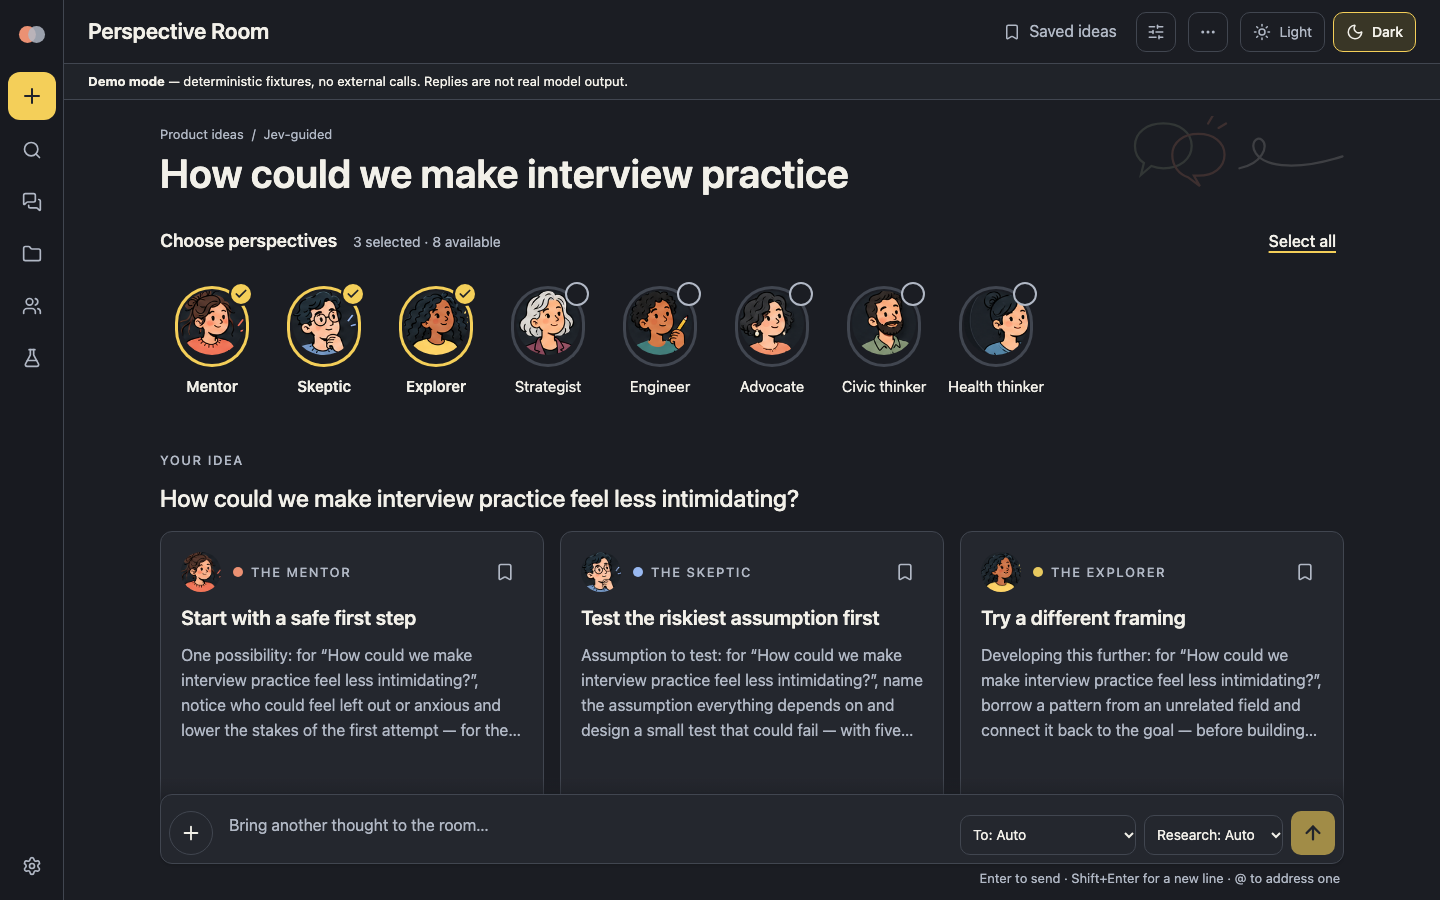 Perspective Room
Saved ideas
Light
Dark
Demo mode — deterministic fixtures, no external calls. Replies are not real model output.
Product ideas / Jev-guided
How could we make interview practice
Choose perspectives 3 selected · 8 available
Select all
Mentor
Skeptic
Explorer
Strategist
Engineer
Advocate
Civic thinker
Health thinker
YOUR IDEA
How could we make interview practice feel less intimidating?
THE MENTOR
Start with a safe first step
One possibility: for “How could we make
interview practice feel less intimidating?”,
notice who could feel left out or anxious and
lower the stakes of the first attempt — for the...
THE SKEPTIC
Test the riskiest assumption first
Assumption to test: for “How could we make
interview practice feel less intimidating?”, name
the assumption everything depends on and
design a small test that could fail — with five...
THE EXPLORER
Try a different framing
Developing this further: for “How could we
make interview practice feel less intimidating?”,
borrow a pattern from an unrelated field and
connect it back to the goal — before building...
Bring another thought to the room...
To: Auto
Research: Auto
Enter to send · Shift+Enter for a new line · @ to address one